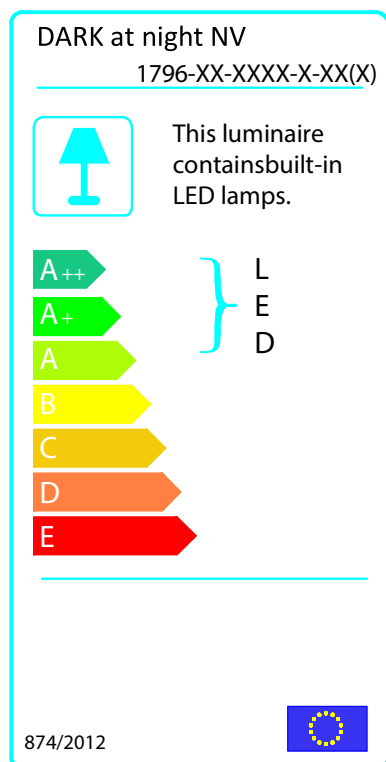 DARK at night NV
1796-XX-XXXX-X-XX(X)
This luminaire
containsbuilt-in
LED lamps.
A++
A+
A
B
C
D
E
L
E
D
874/2012